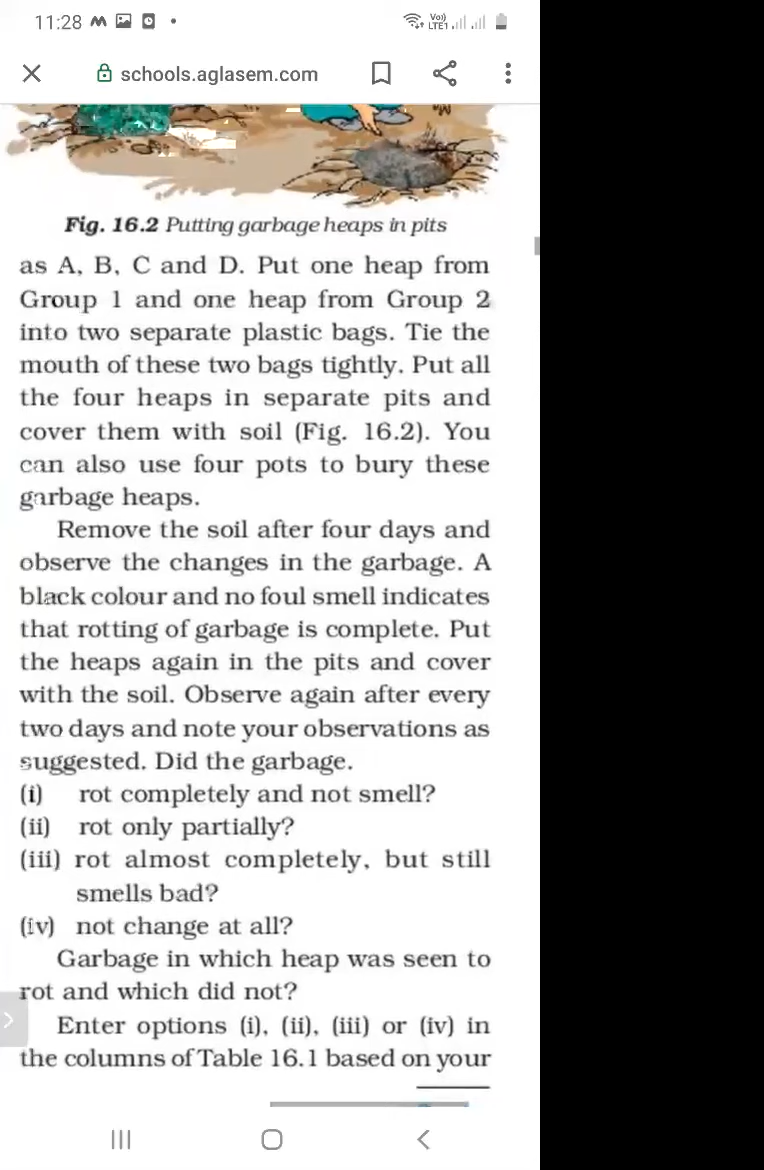 11:28
Vo))
LTE1
schools.aglasem.com
Fig. 16.2 Putting garbage heaps in pits
as A, B, C and D. Put one heap from
Group 1 and one heap from Group 2
into two separate plastic bags. Tie the
mouth of these two bags tightly. Put all
the four heaps in separate pits and
cover them with soil (Fig. 16.2). You
can also use four pots to bury these
garbage heaps.
Remove the soil after four days and
observe the changes in the garbage. A
black colour and no foul smell indicates
that rotting of garbage is complete. Put
the heaps again in the pits and cover
with the soil. Observe again after every
two days and note your observations as
suggested. Did the garbage.
(i) rot completely and not smell?
(ii) rot only partially?
(iii) rot almost completely, but still
smells bad?
(iv) not change at all?
Garbage in which heap was seen to
rot and which did not?
Enter options (i), (ii), (iii) or (iv) in
the columns of Table 16.1 based on your